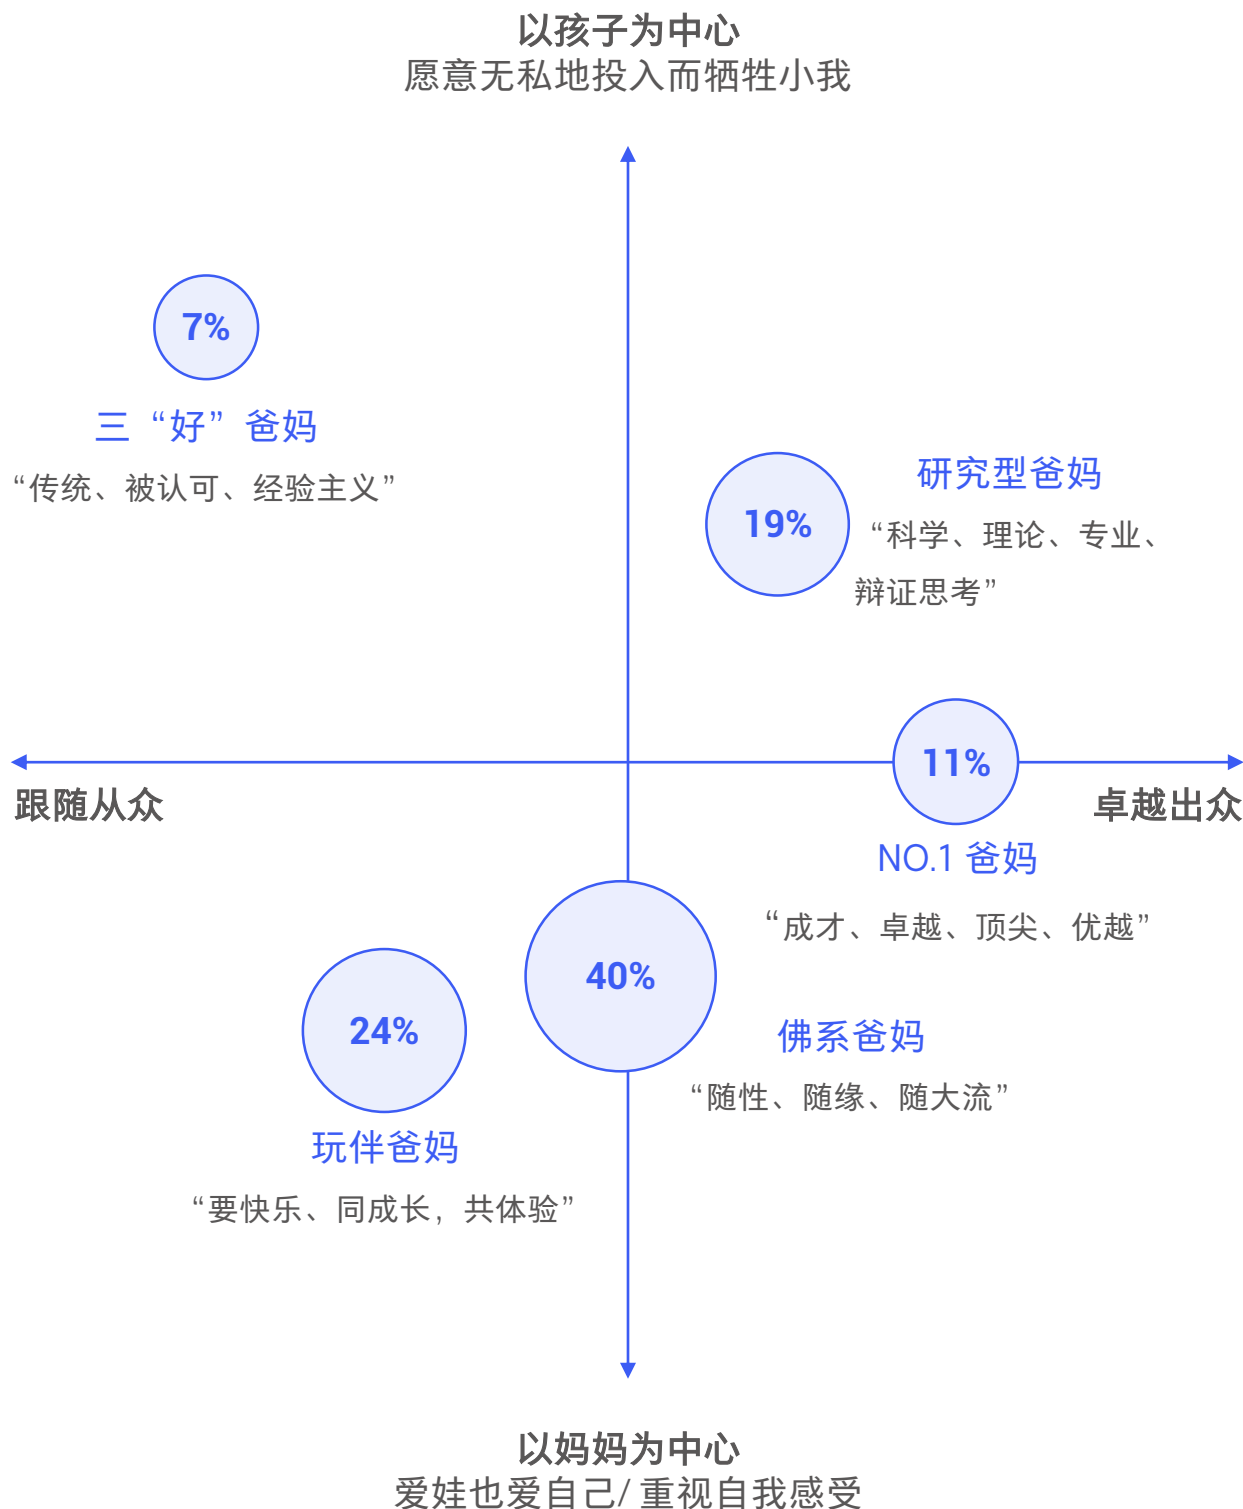 以孩子为中心
愿意无私地投入而牺牲小我
7%
三“好”爸妈
“传统、被认可、经验主义”
研究型爸妈
19%
“科学、理论、专业、
辩证思考”
11%
跟随从众
卓越出众
NO.1 爸妈
“成才、卓越、顶尖、优越”
40%
24%
佛系爸妈
“随性、随缘、随大流”
玩伴爸妈
“要快乐、同成长，共体验”
以妈妈为中心
爱娃也爱自己/ 重视自我感受